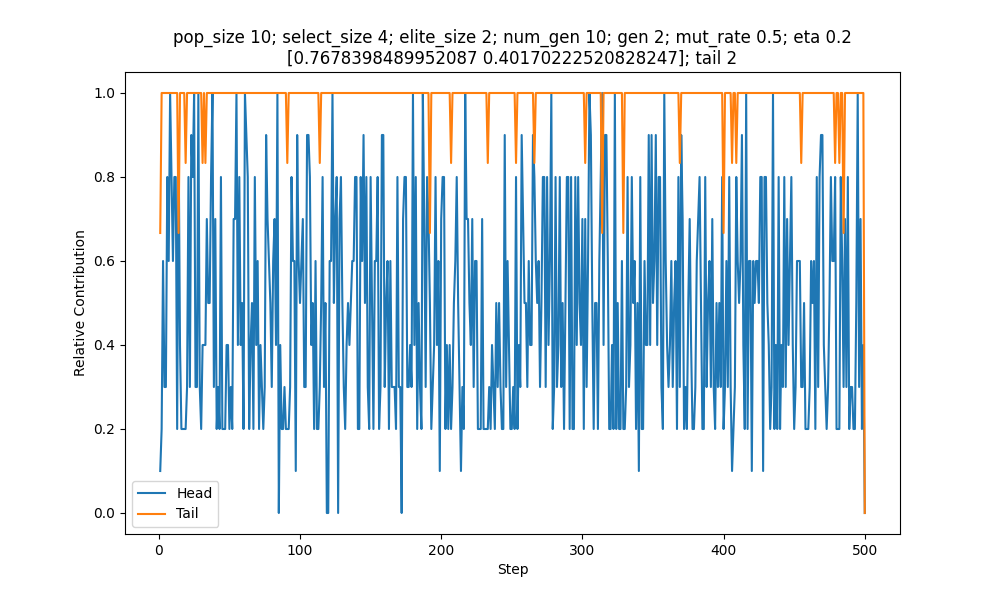 pop_size 10; select_size 4; elite_size 2; num_gen 10; gen 2; mut_rate 0.5; eta 0.2
[0.7678398489952087 0.40170222520828247]; tail 2
1.0
0.8
0.6
0.4
0.2
0.0
Relative Contribution
Head
Tail
0
100
200
300
400
500
Step